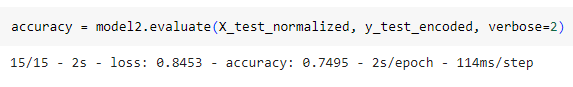 accuracy = model2.evaluate(X_test_normalized, y_test_encoded, verbose=2)
15/15 - 2s - loss: 0.8453 - accuracy: 0.7495 - 2s/epoch - 114ms/step